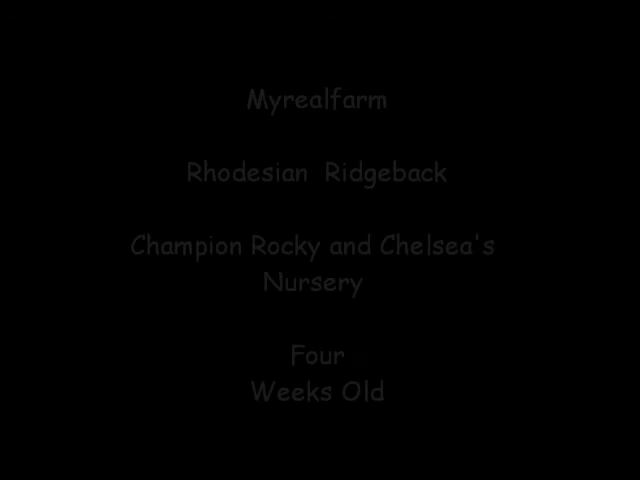 Myrealfarm
Rhodesian Ridgeback
Champion Rocky and Chelsea's
Nursery
Four
Weeks Old